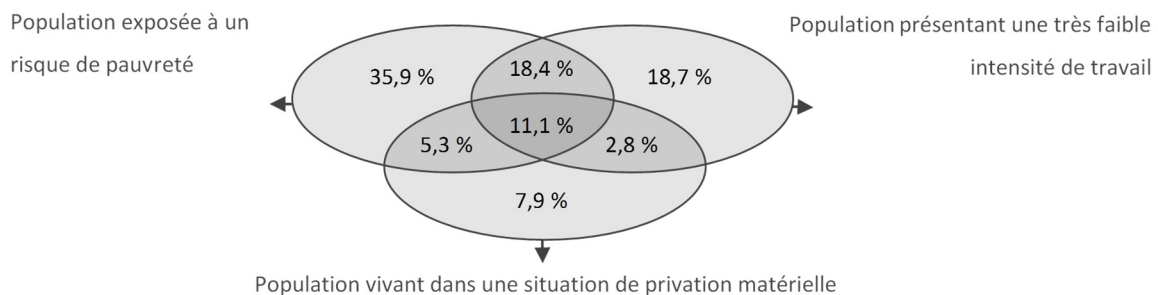 Population exposée à un
risque de pauvreté
Population présentant une très faible
intensité de travail
35,9 %
18,4 %
18,7 %
5,3 %
11,1 %
2,8 %
7,9 %
Population vivant dans une situation de privation matérielle